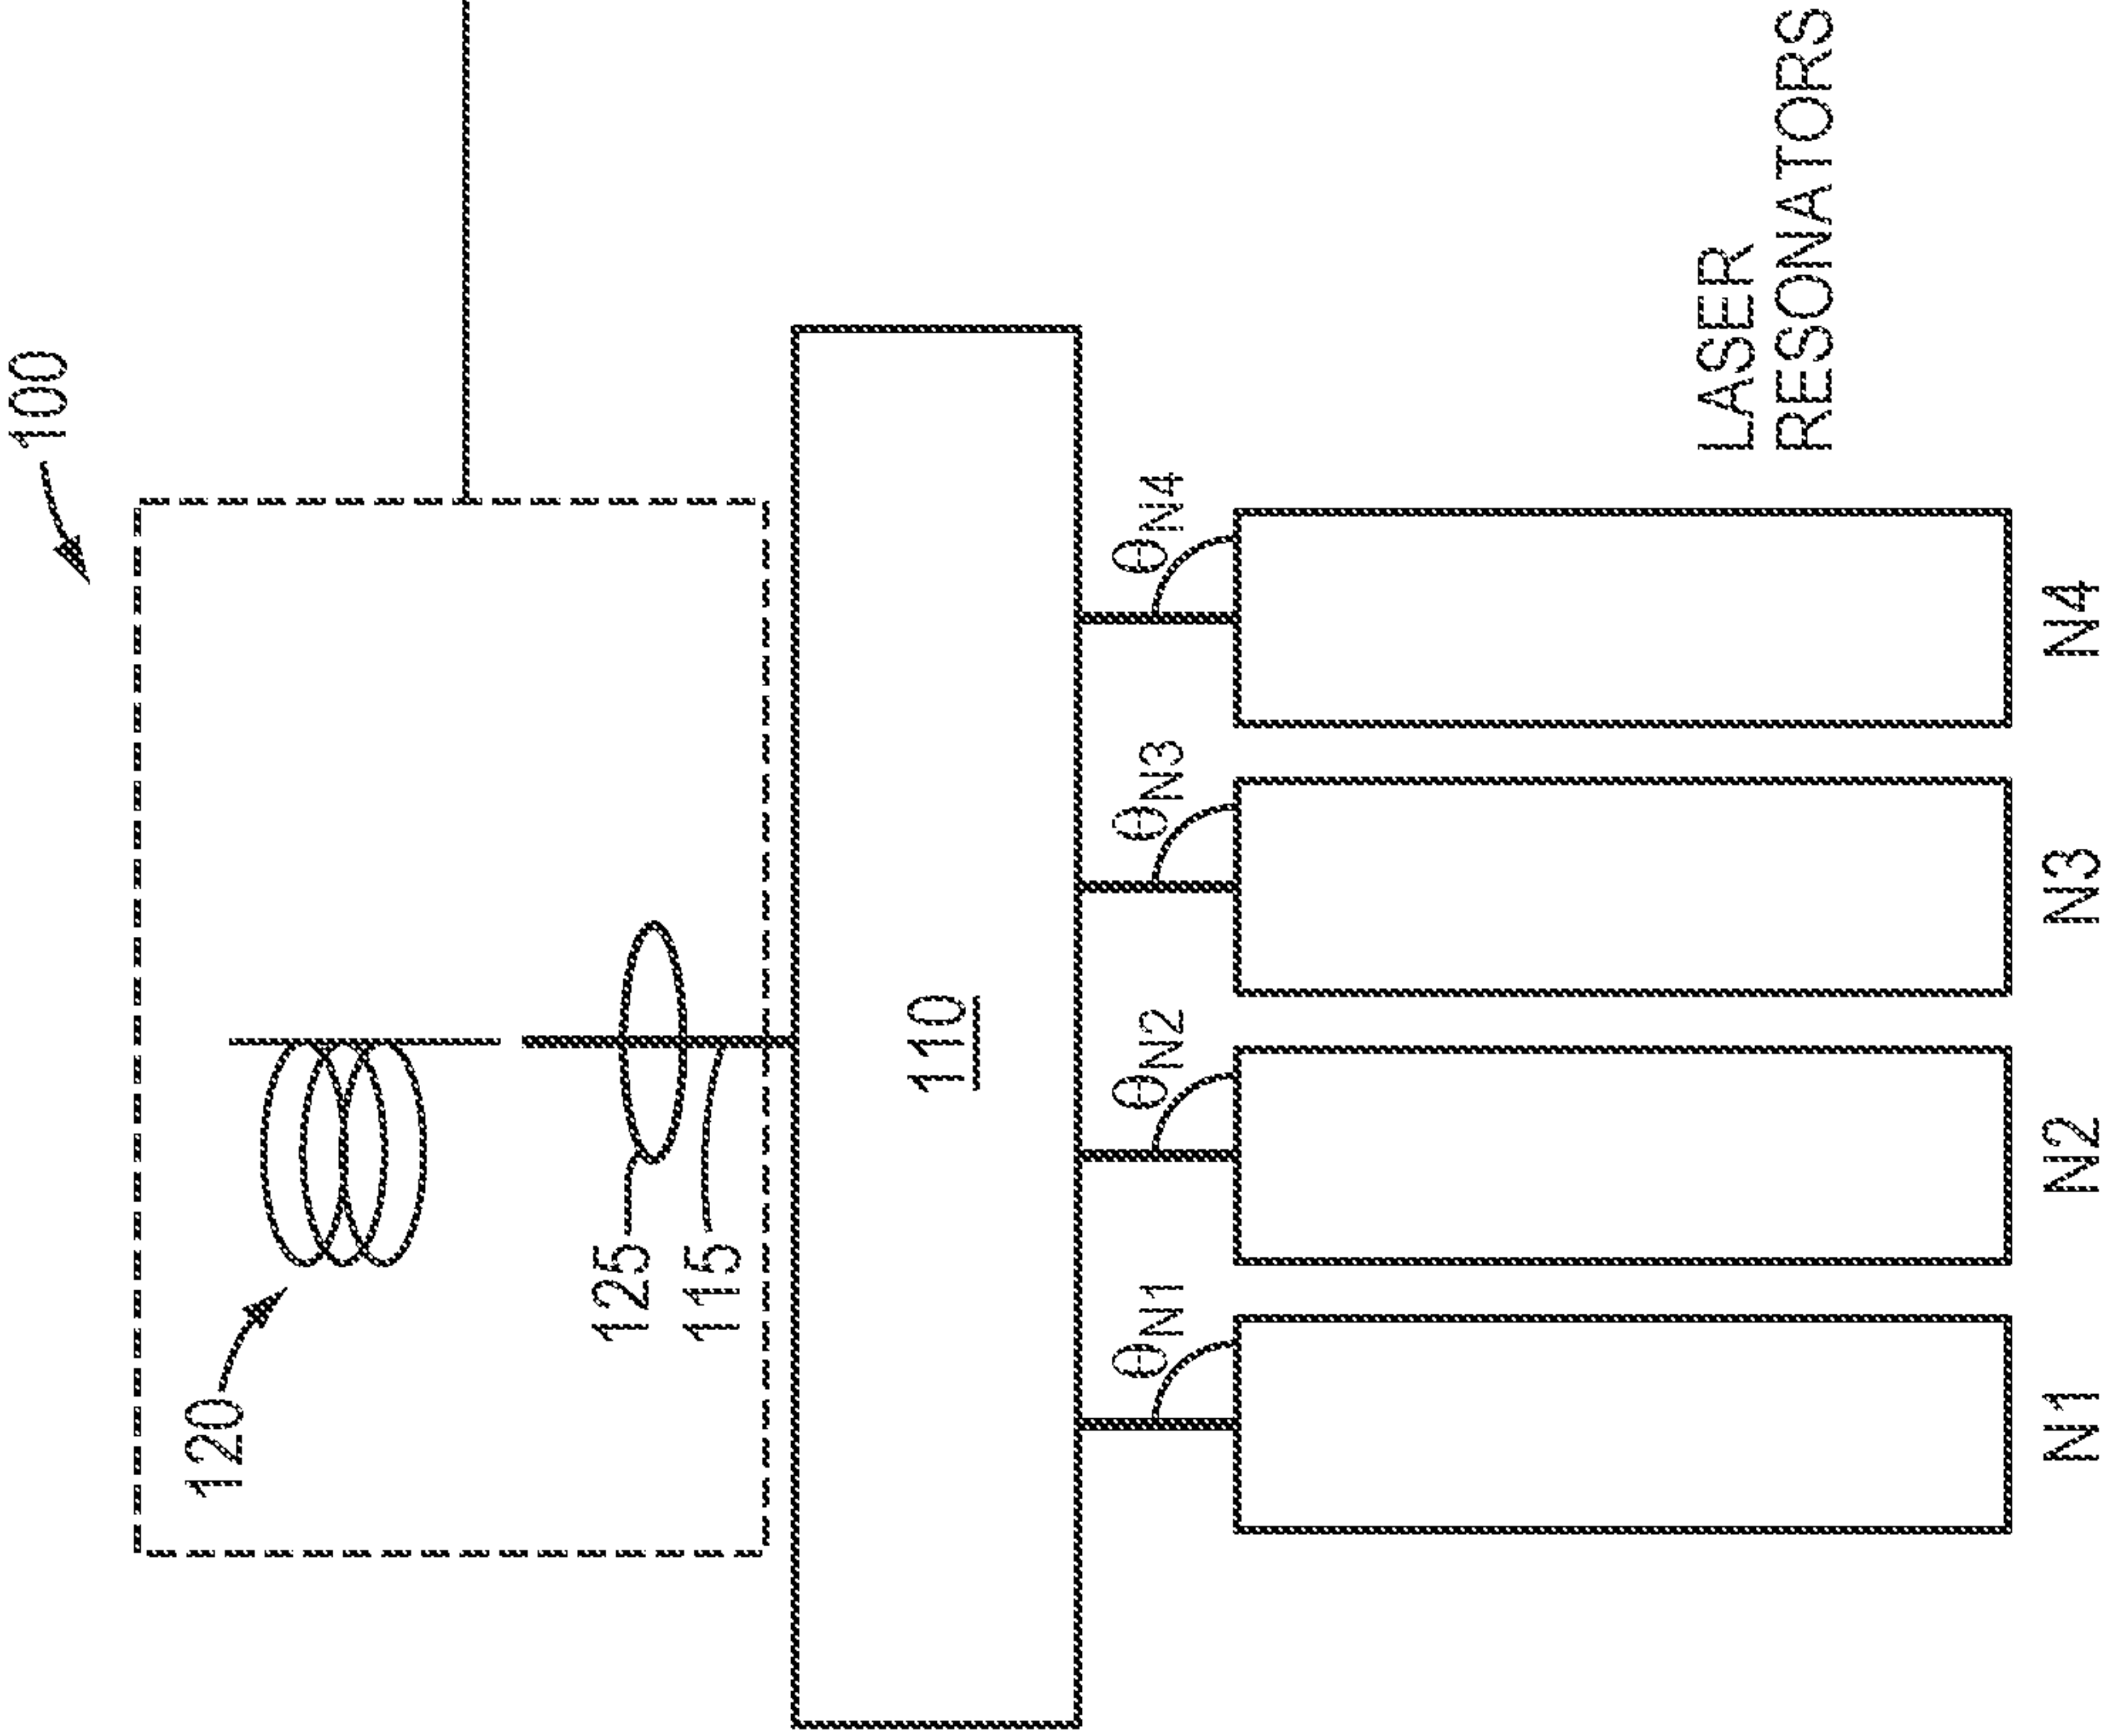 100
120
125
115
110
θN1
θN2
θN3
θN4
LASER
RESONATORS
N1
N2
N3
N4